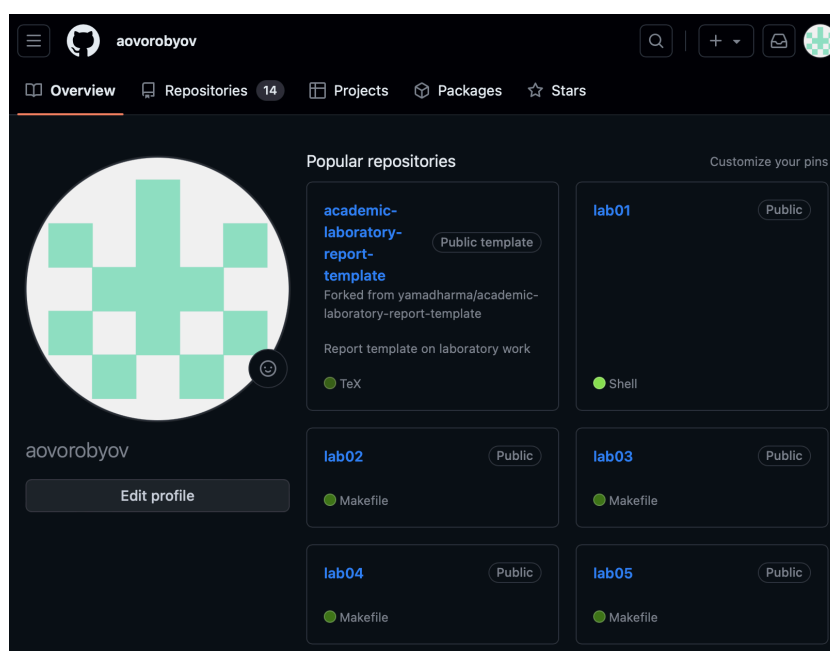 aovorobyov
Overview
Repositories 14
Projects
Packages
Stars
Popular repositories
Customize your pins
academic-
laboratory-
report-
template
Public template
Forked from yamadharma/academic-
laboratory-report-template
Report template on laboratory work
TeX
lab01
Public
Shell
aovorobyov
Edit profile
lab02
Public
Makefile
lab03
Public
Makefile
lab04
Public
Makefile
lab05
Public
Makefile